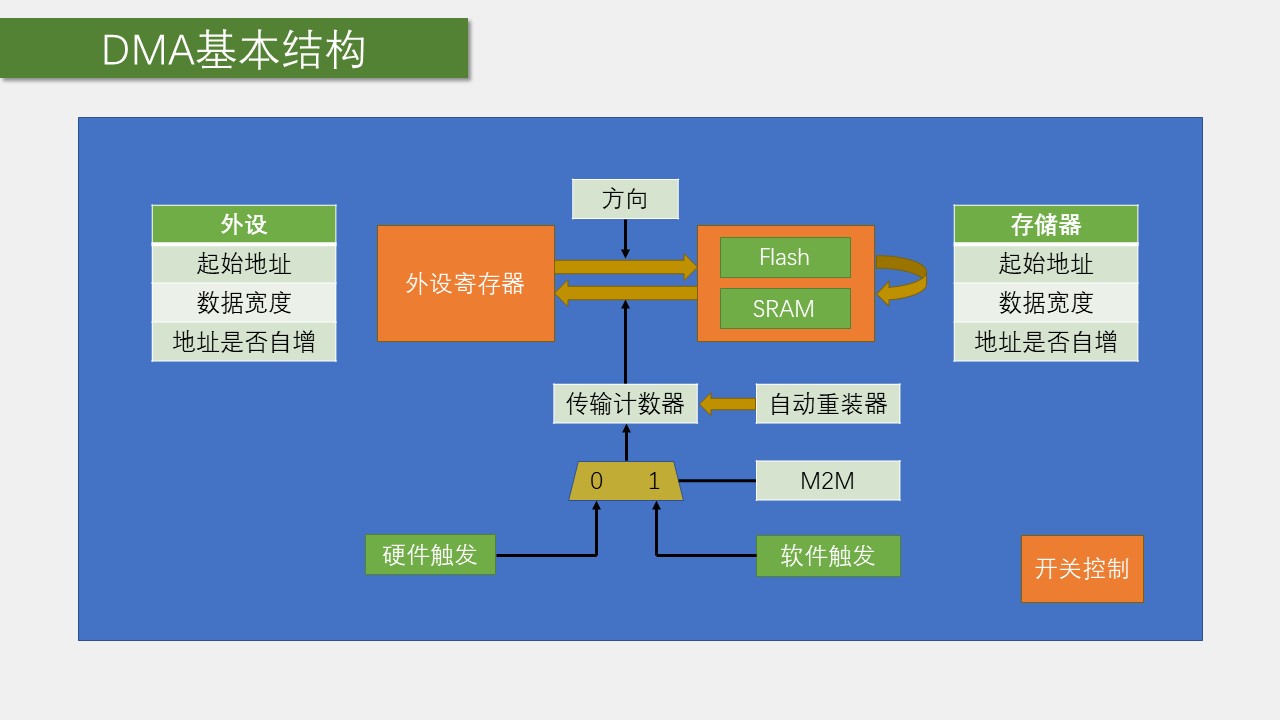 DMA基本结构
方向
外设
起始地址
数据宽度
地址是否自增
外设寄存器
Flash
SRAM
存储器
起始地址
数据宽度
地址是否自增
传输计数器
自动重装器
0 1
M2M
硬件触发
软件触发
开关控制